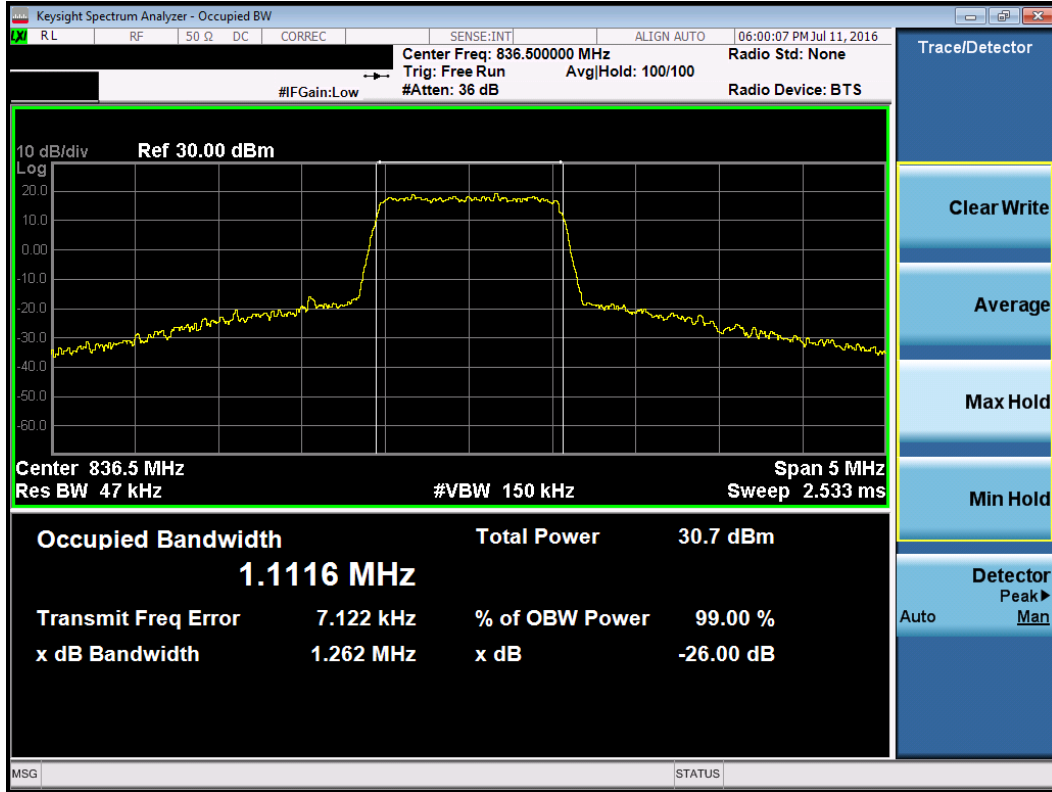 Keysight Spectrum Analyzer - Occupied BW
LXI RL RF 50 Ω DC CORREC SENSE:INT ALIGN AUTO 06:00:07 PM Jul 11, 2016
Center Freq: 836.500000 MHz Radio Std: None
Trig: Free Run Avg|Hold: 100/100
#IFGain:Low #Atten: 36 dB Radio Device: BTS
10 dB/div Ref 30.00 dBm
Log
20.0
10.0
0.00
-10.0
-20.0
-30.0
-40.0
-50.0
-60.0
Center 836.5 MHz Span 5 MHz
Res BW 47 kHz #VBW 150 kHz Sweep 2.533 ms
Occupied Bandwidth Total Power 30.7 dBm
1.1116 MHz
Transmit Freq Error 7.122 kHz % of OBW Power 99.00 %
x dB Bandwidth 1.262 MHz x dB -26.00 dB
MSG STATUS
Trace/Detector
Clear Write
Average
Max Hold
Min Hold
Detector
Peak▶
Auto Man